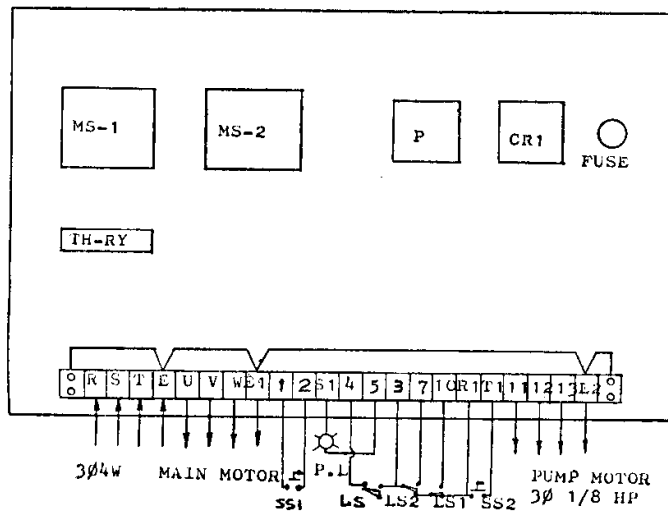 MS-1 MS-2 P CR1
FUSE
TH-RY
R S T E U V W E1 1 2 S1 4 5 3 7 10 R1 T1 11 12 13 E2
3Ø4W MAIN MOTOR P.L PUMP MOTOR
SS1 LS LS2 LS1 SS2 3Ø 1/8 HP